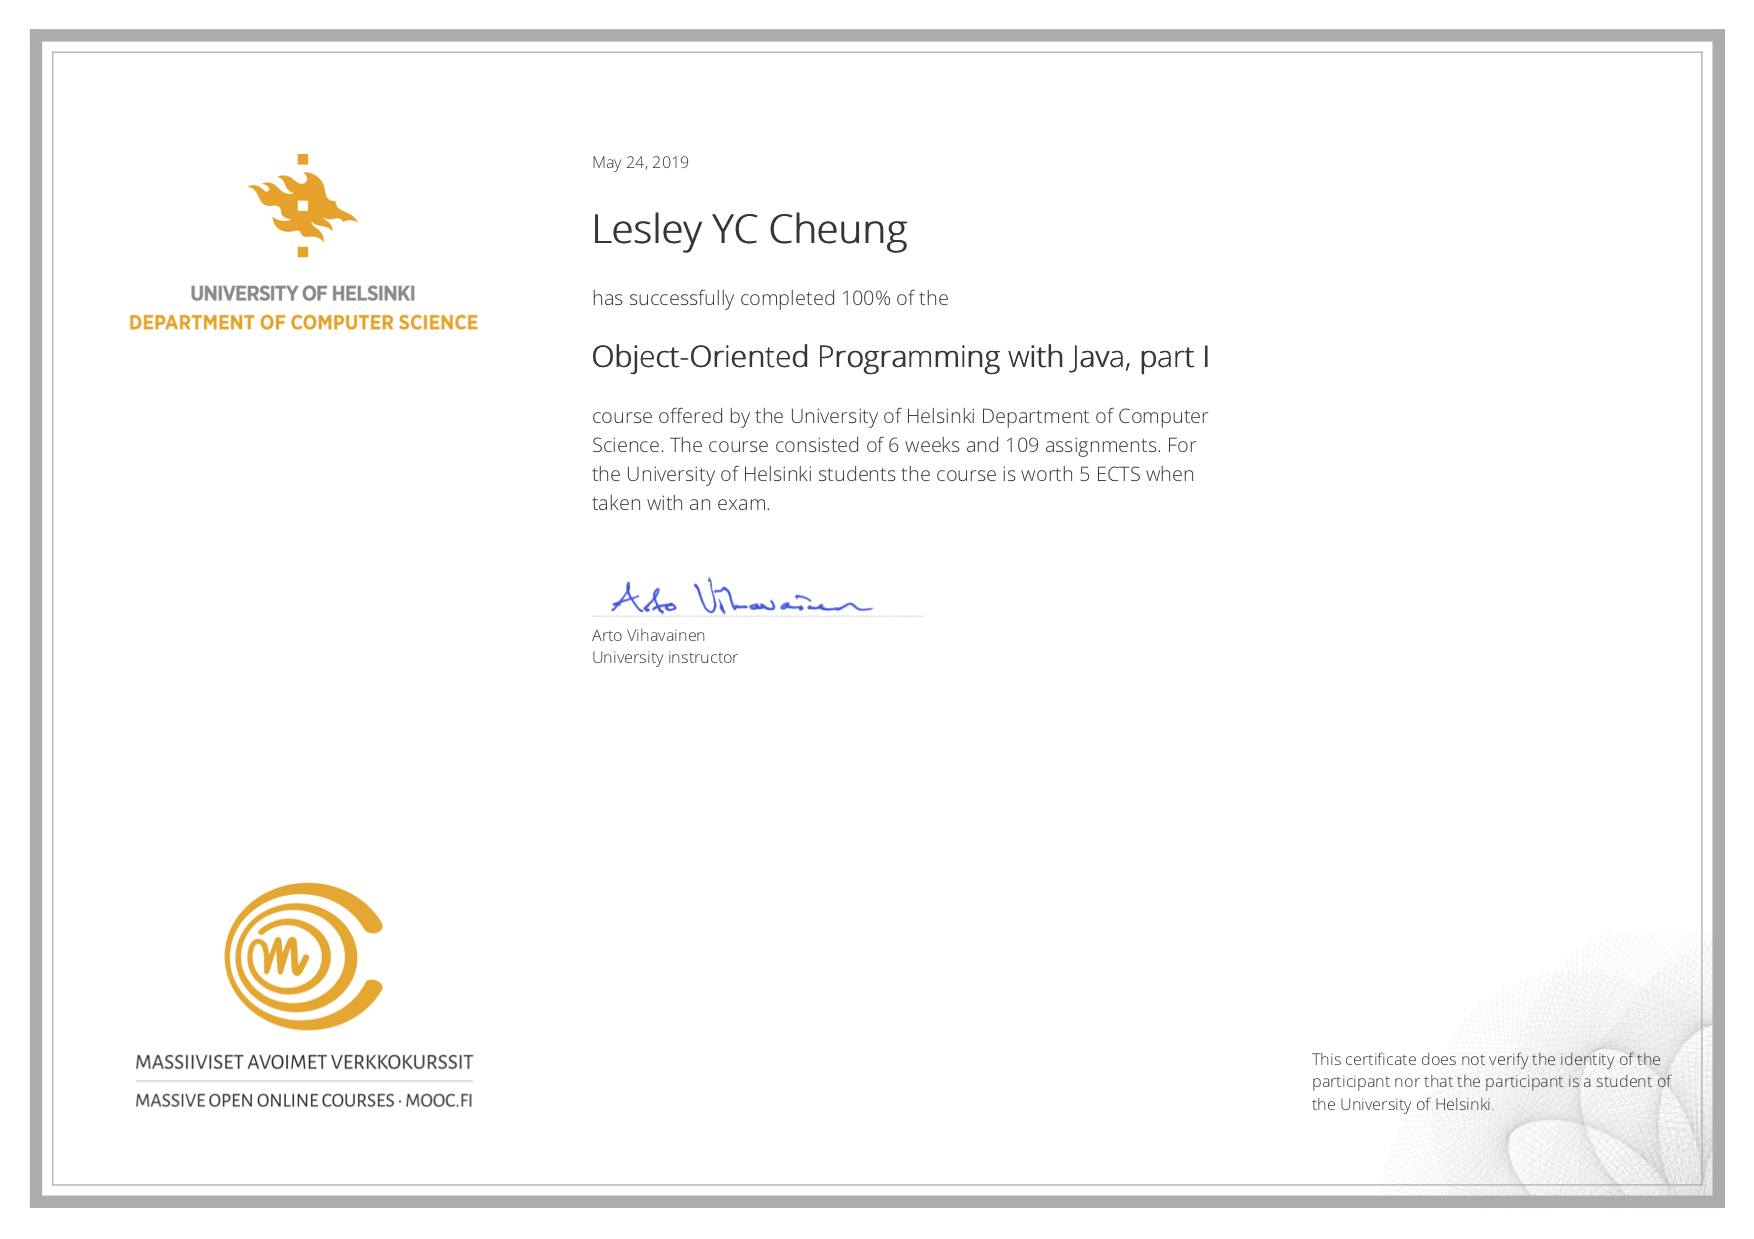 UNIVERSITY OF HELSINKI
DEPARTMENT OF COMPUTER SCIENCE
May 24, 2019
Lesley YC Cheung
has successfully completed 100% of the
Object-Oriented Programming with Java, part I
course offered by the University of Helsinki Department of Computer
Science. The course consisted of 6 weeks and 109 assignments. For
the University of Helsinki students the course is worth 5 ECTS when
taken with an exam.
Arto Vihavainen
Arto Vihavainen
University instructor
m
MASSIIVISET AVOIMET VERKKOKURSSIT
MASSIVE OPEN ONLINE COURSES · MOOC.FI
This certificate does not verify the identity of the
participant nor that the participant is a student of
the University of Helsinki.